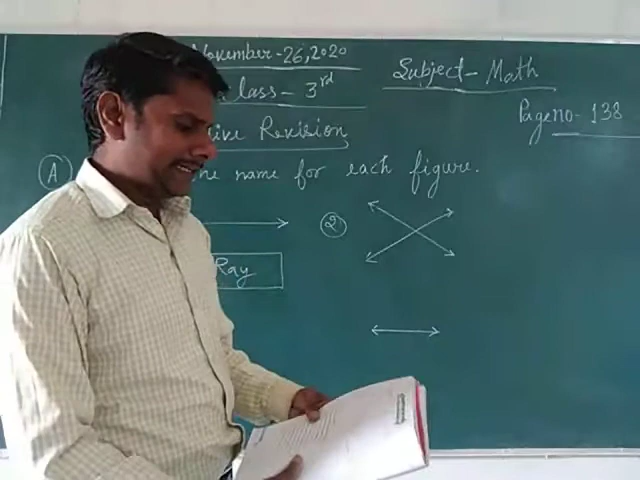 November-26, 2020
Subject - Math
Class - 3rd
Page no - 138
Revision
A name for each figure.
2
Ray